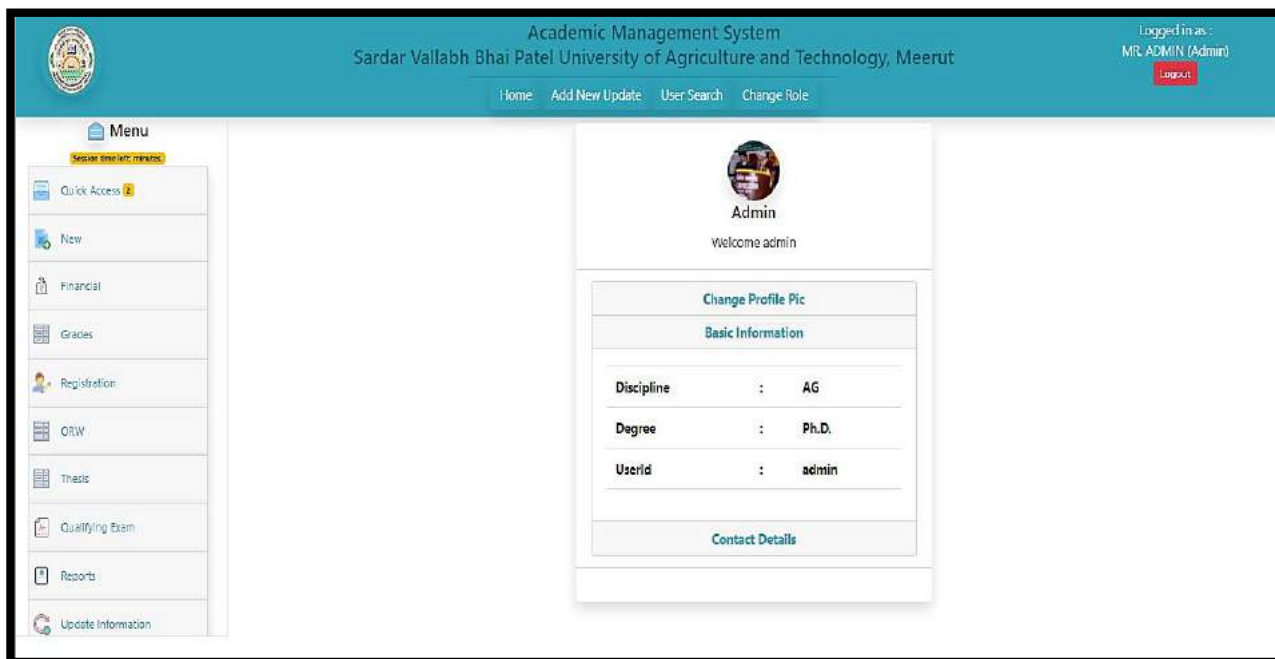 Academic Management System
Sardar Vallabh Bhai Patel University of Agriculture and Technology, Meerut
Logged in as :
MR. ADMIN (Admin)
Logout
Home Add New Update User Search Change Role
Menu
Session time left: minutes.
Quick Access 2
New
Financial
Grades
Registration
ORW
Thesis
Qualifying Exam
Reports
Update Information
Admin
Welcome admin
Change Profile Pic
Basic Information
Discipline : AG
Degree : Ph.D.
UserId : admin
Contact Details